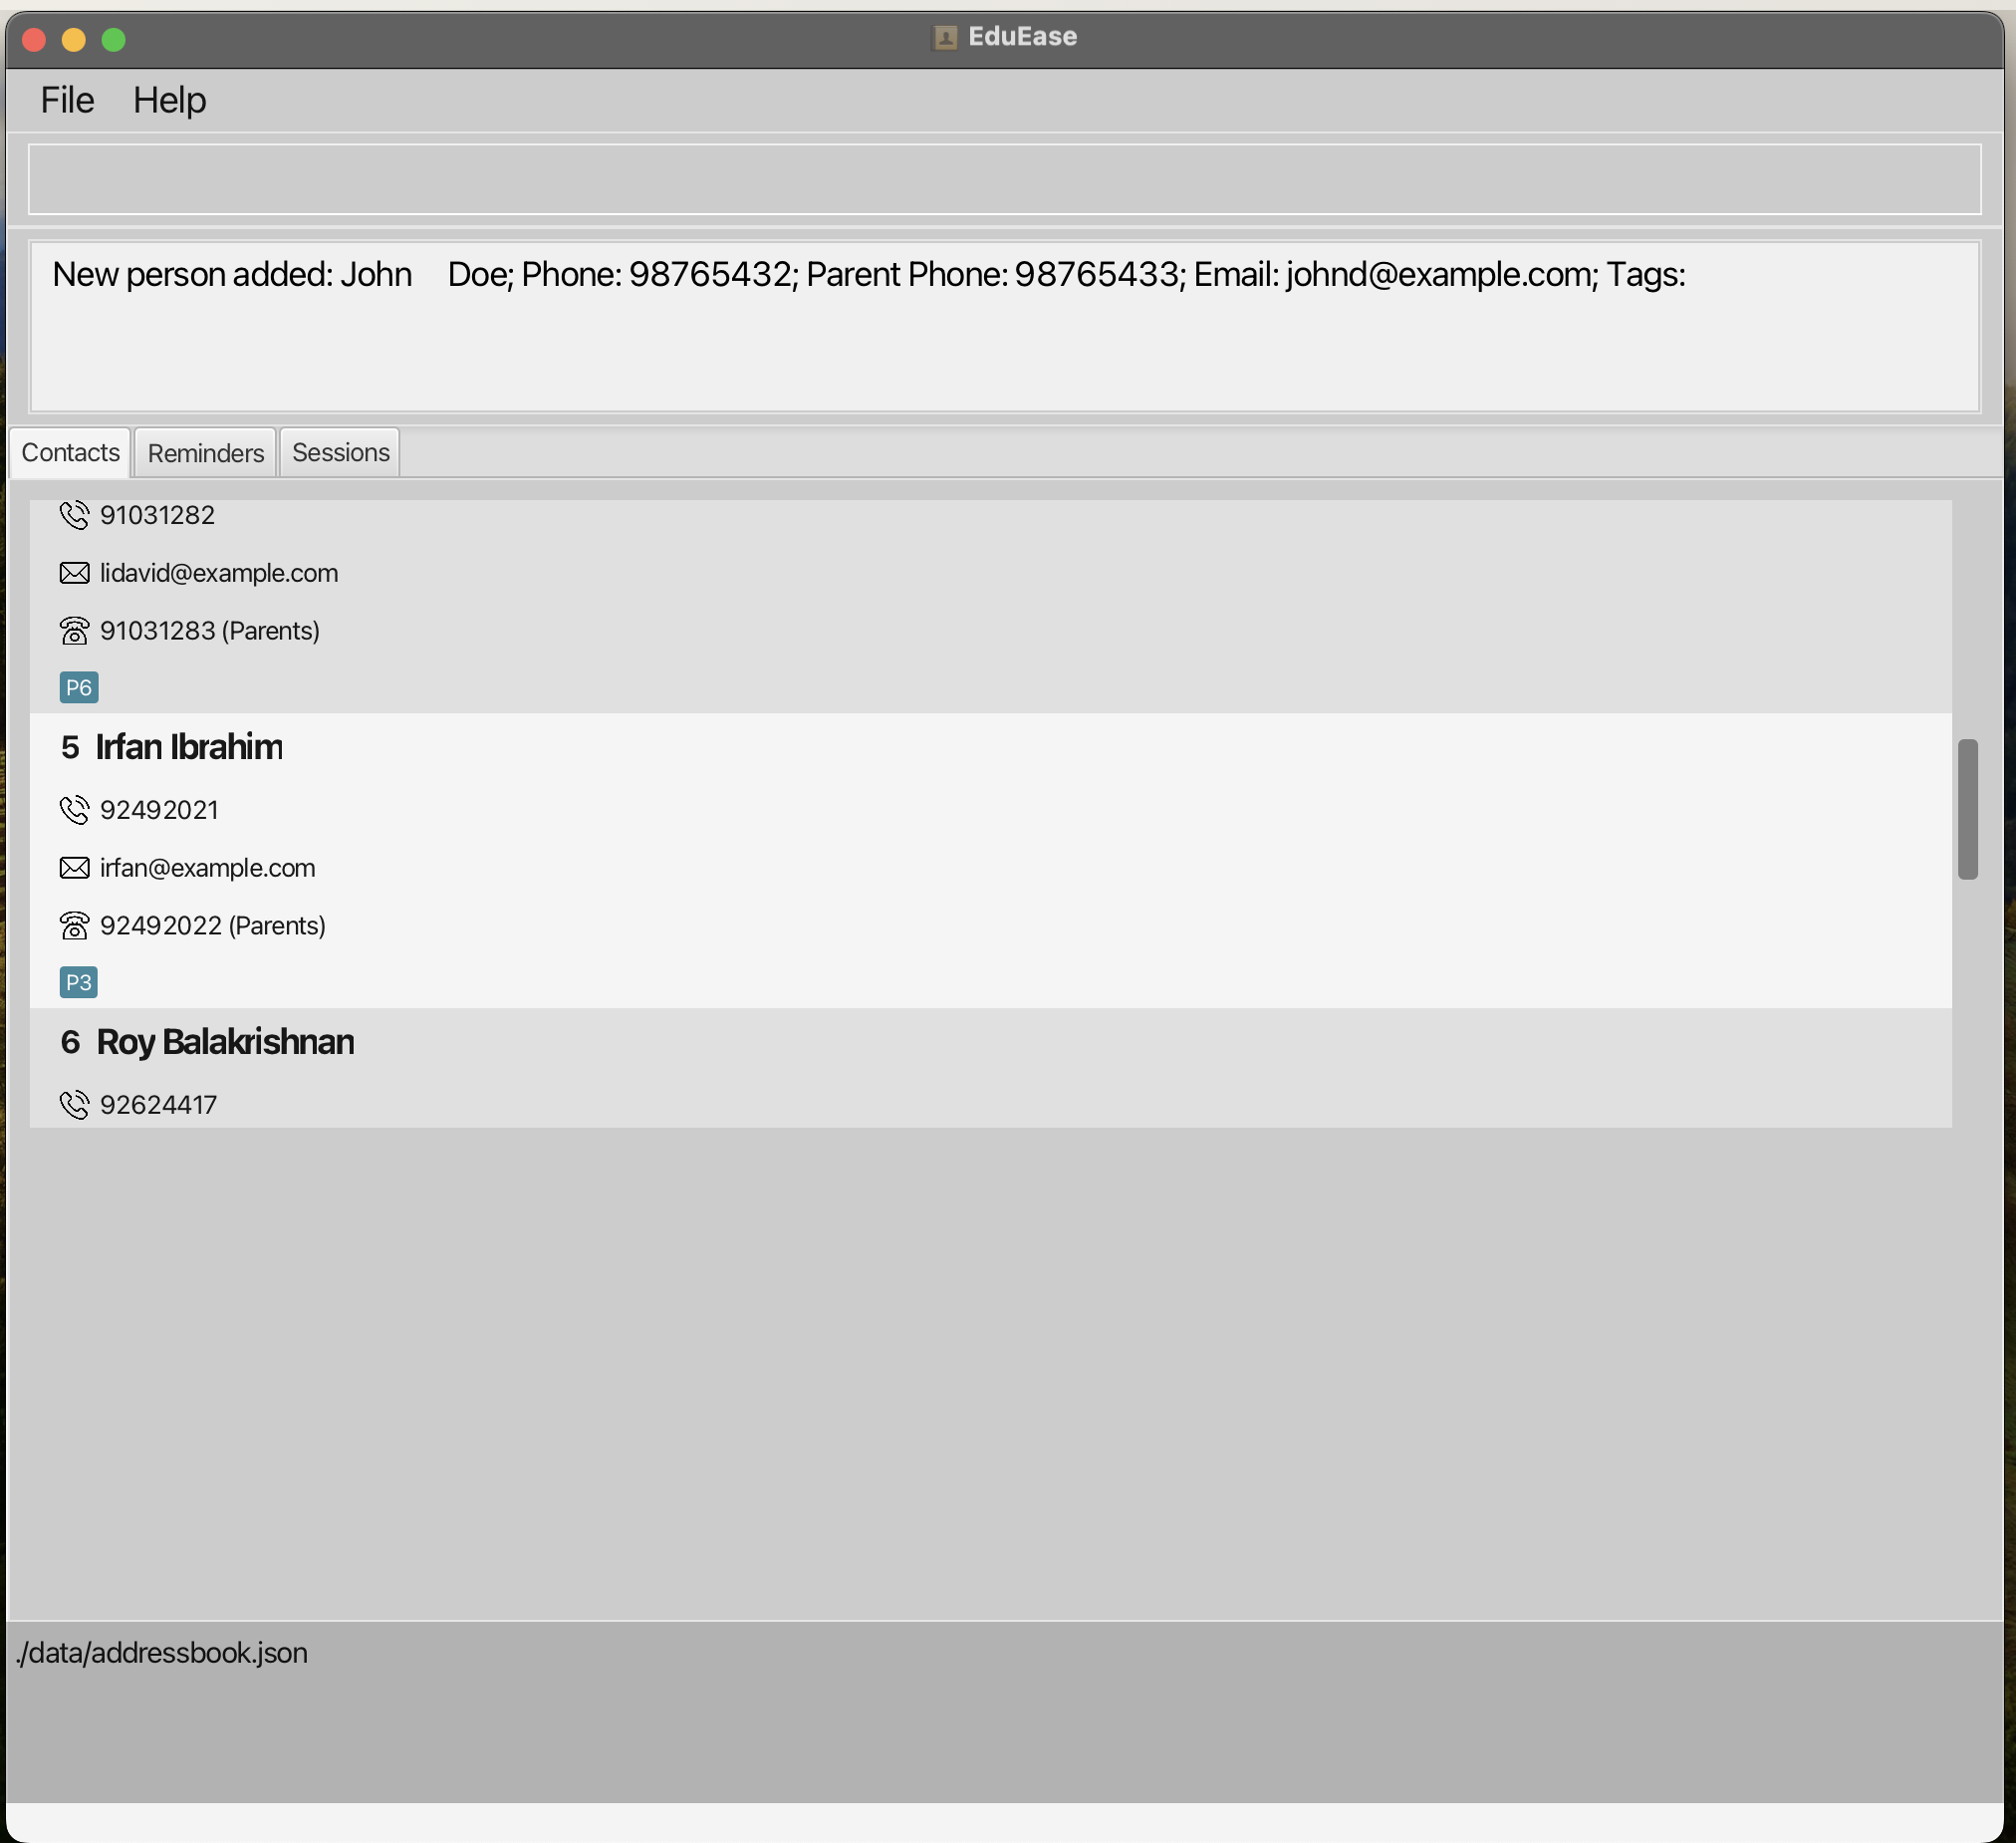 EduEase
File Help
New person added: John     Doe; Phone: 98765432; Parent Phone: 98765433; Email: johnd@example.com; Tags:
Contacts Reminders Sessions
91031282
lidavid@example.com
91031283 (Parents)
P6
5 Irfan Ibrahim
92492021
irfan@example.com
92492022 (Parents)
P3
6 Roy Balakrishnan
92624417
./data/addressbook.json